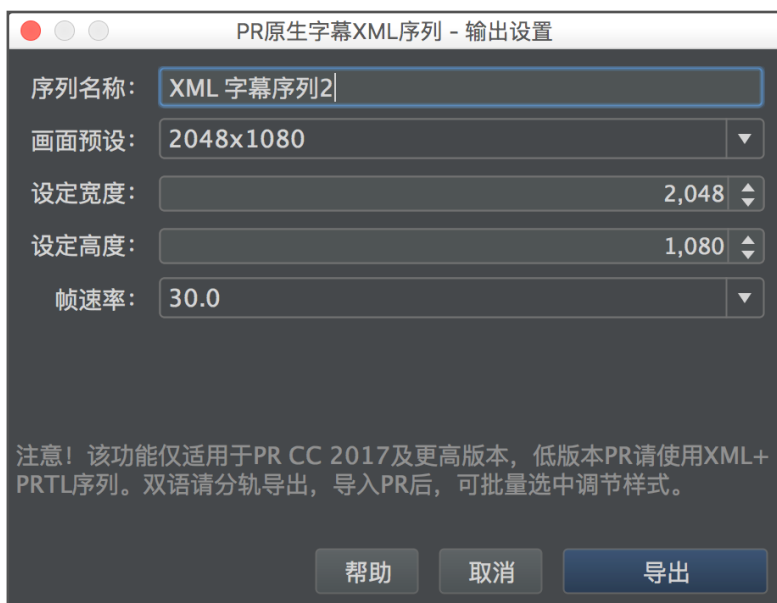 PR原生字幕XML序列 - 输出设置
序列名称： XML 字幕序列2
画面预设： 2048x1080
设定宽度： 2,048
设定高度： 1,080
帧速率： 30.0
注意！该功能仅适用于PR CC 2017及更高版本，低版本PR请使用XML+
PRTL序列。双语请分轨导出，导入PR后，可批量选中调节样式。
帮助 取消 导出